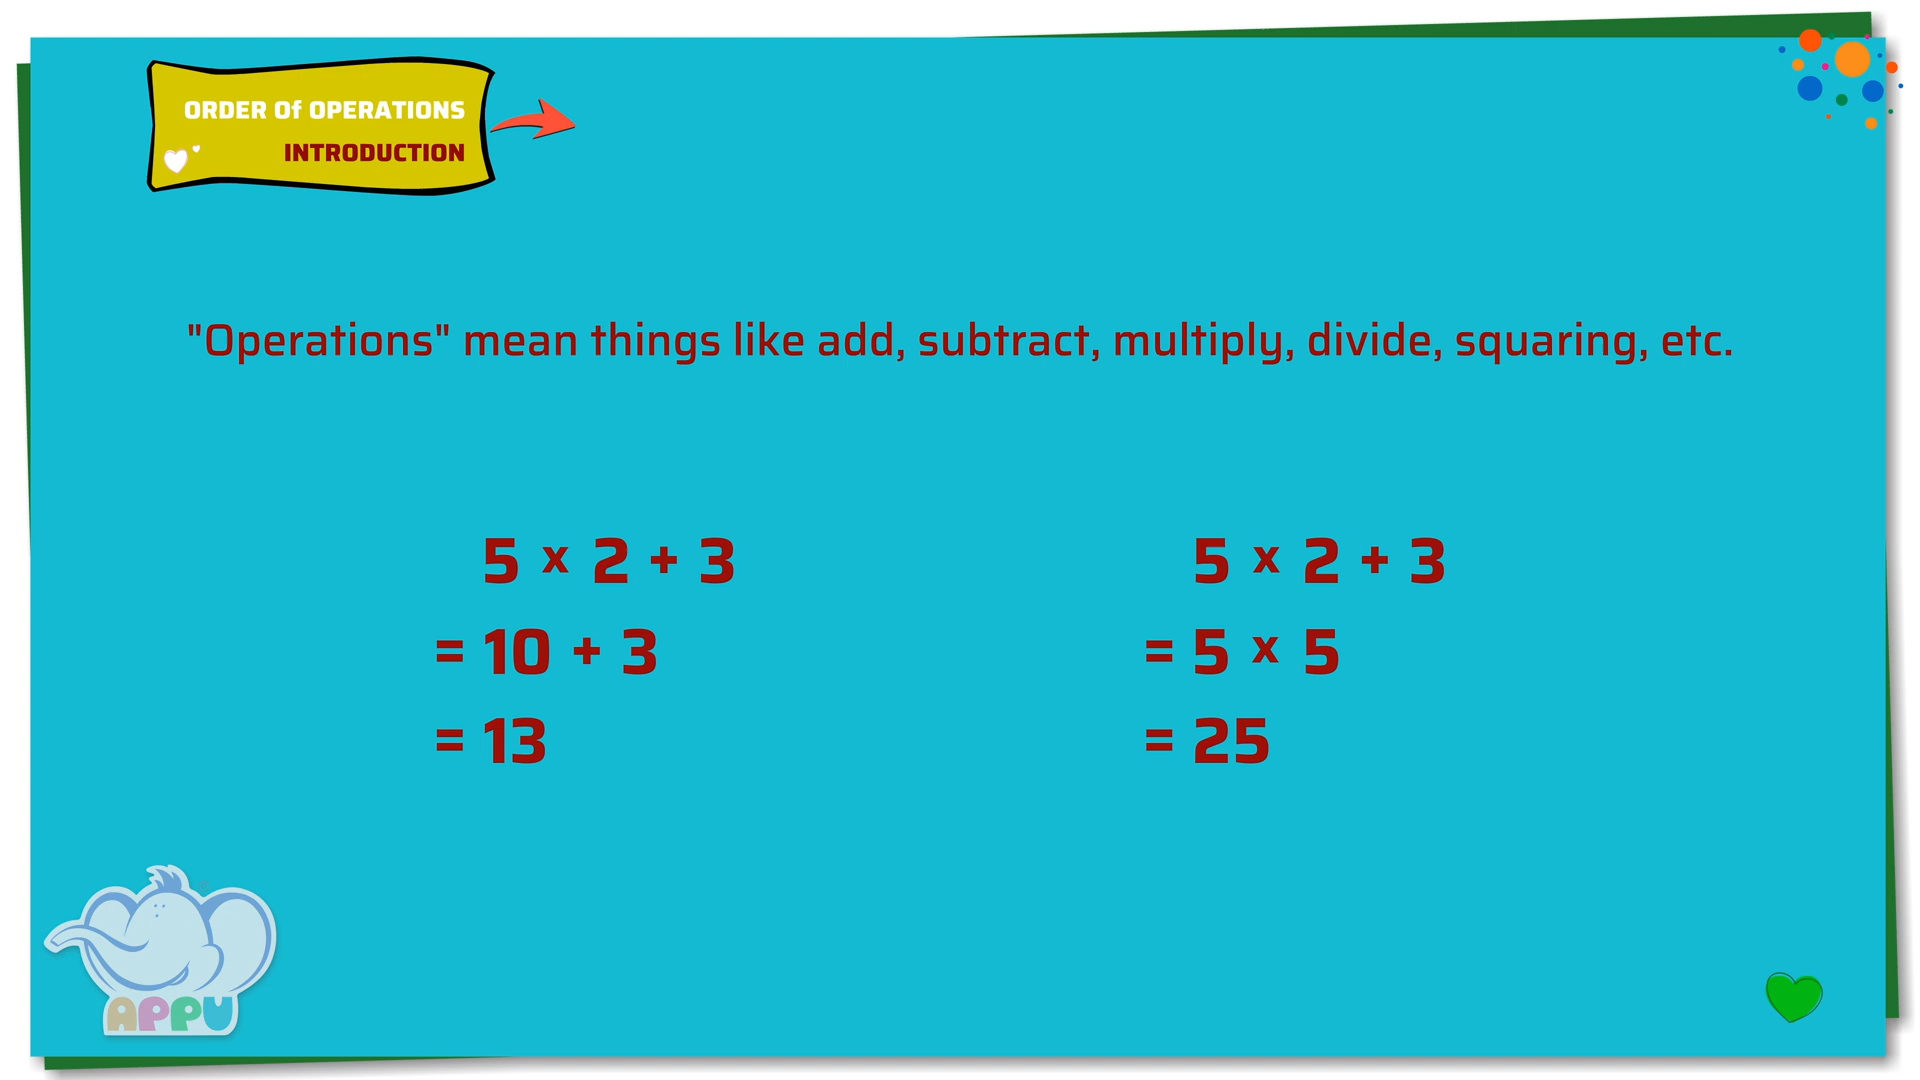 ORDER Of OPERATIONS
INTRODUCTION
"Operations" mean things like add, subtract, multiply, divide, squaring, etc.
5 x 2 + 3
= 10 + 3
= 13
5 x 2 + 3
= 5 x 5
= 25
APPU